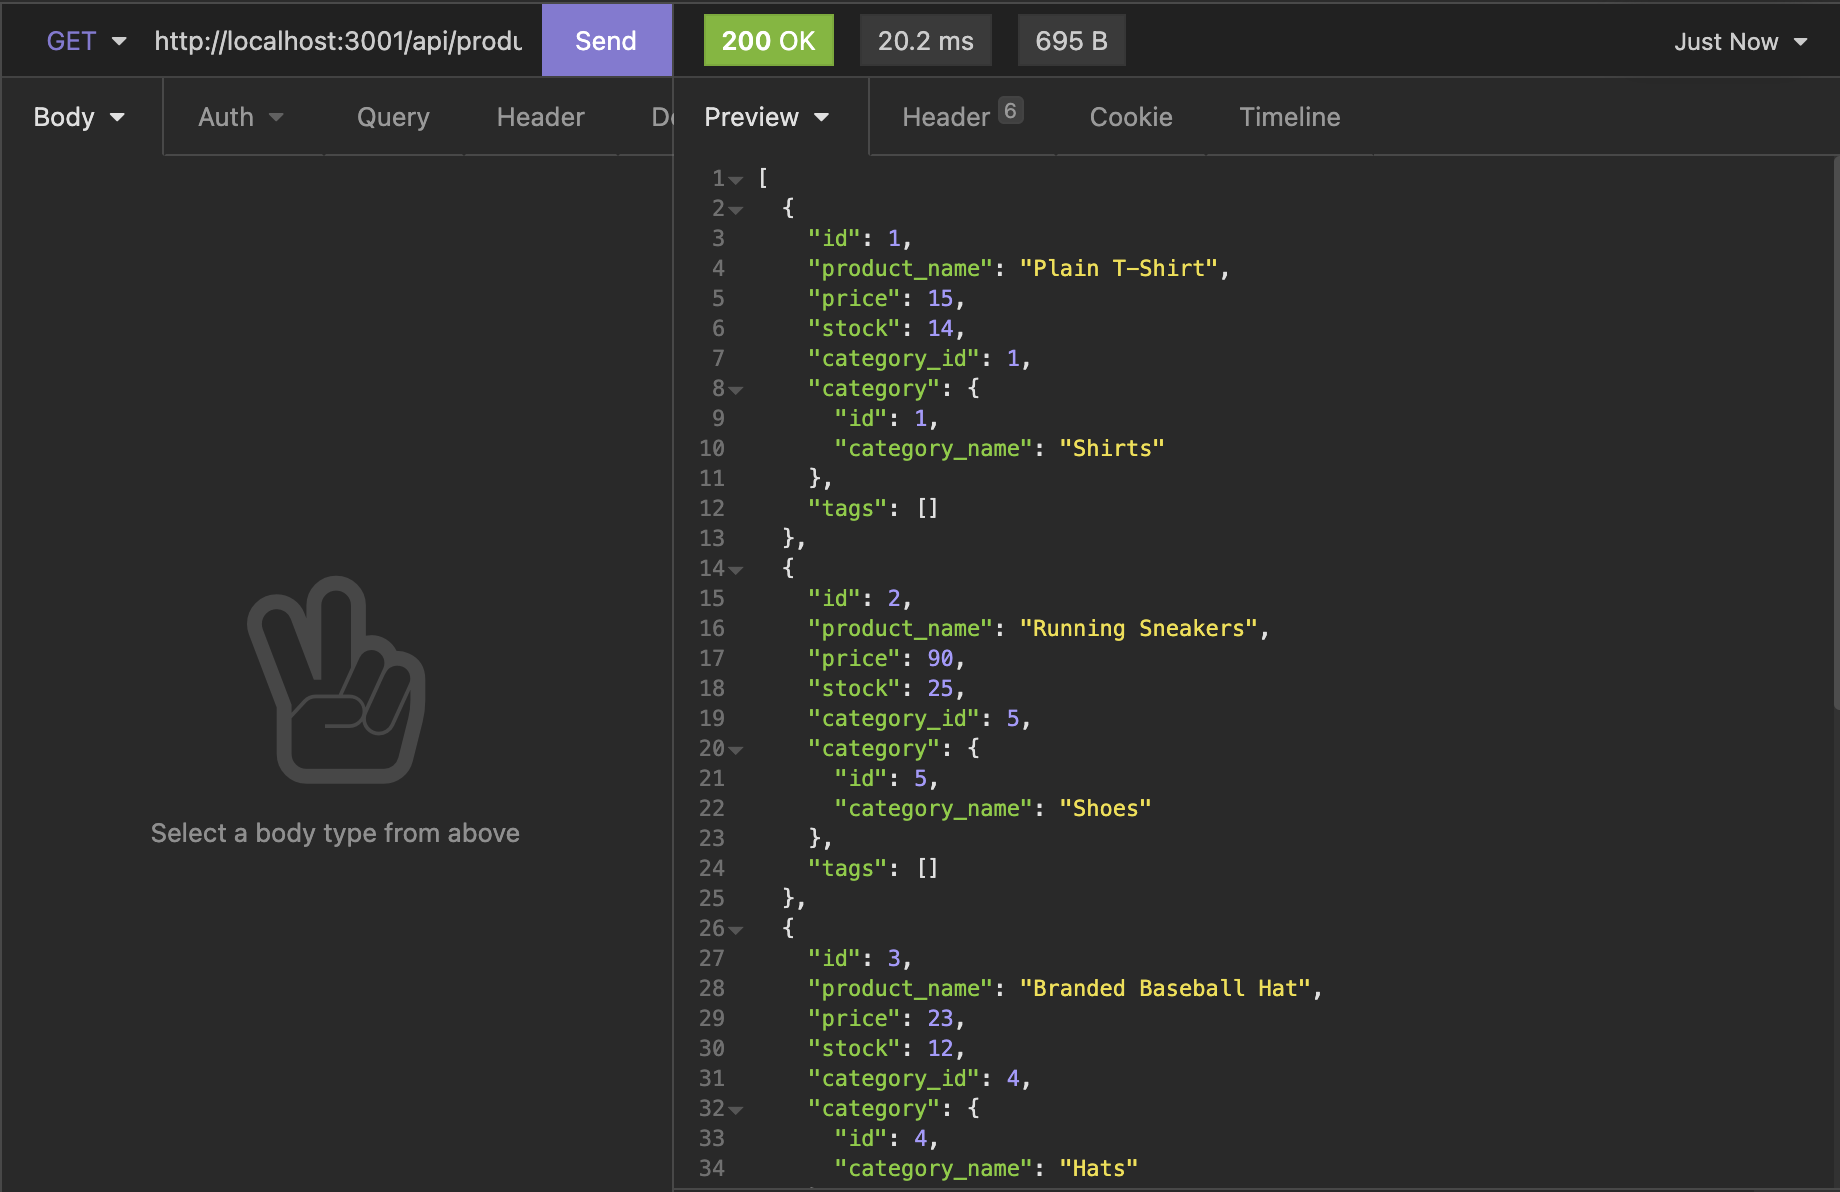 GET http://localhost:3001/api/produ Send 200 OK 20.2 ms 695 B Just Now
Body Auth Query Header Preview Header 6 Cookie Timeline
Select a body type from above
1 [
2 {
3 "id": 1,
4 "product_name": "Plain T-Shirt",
5 "price": 15,
6 "stock": 14,
7 "category_id": 1,
8 "category": {
9 "id": 1,
10 "category_name": "Shirts"
11 },
12 "tags": []
13 },
14 {
15 "id": 2,
16 "product_name": "Running Sneakers",
17 "price": 90,
18 "stock": 25,
19 "category_id": 5,
20 "category": {
21 "id": 5,
22 "category_name": "Shoes"
23 },
24 "tags": []
25 },
26 {
27 "id": 3,
28 "product_name": "Branded Baseball Hat",
29 "price": 23,
30 "stock": 12,
31 "category_id": 4,
32 "category": {
33 "id": 4,
34 "category_name": "Hats"